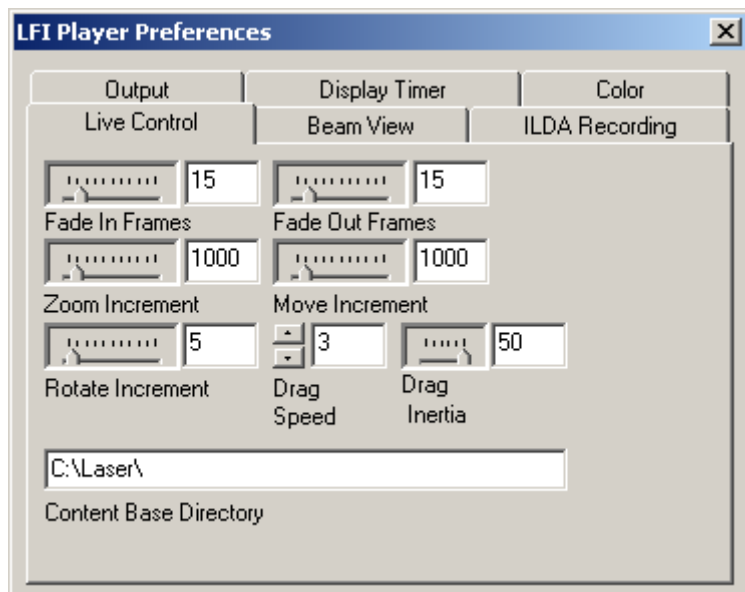 LFI Player Preferences
Output Display Timer Color
Live Control Beam View ILDA Recording
15 15
Fade In Frames Fade Out Frames
1000 1000
Zoom Increment Move Increment
5 3 50
Rotate Increment Drag Speed Drag Inertia
C:\Laser\
Content Base Directory